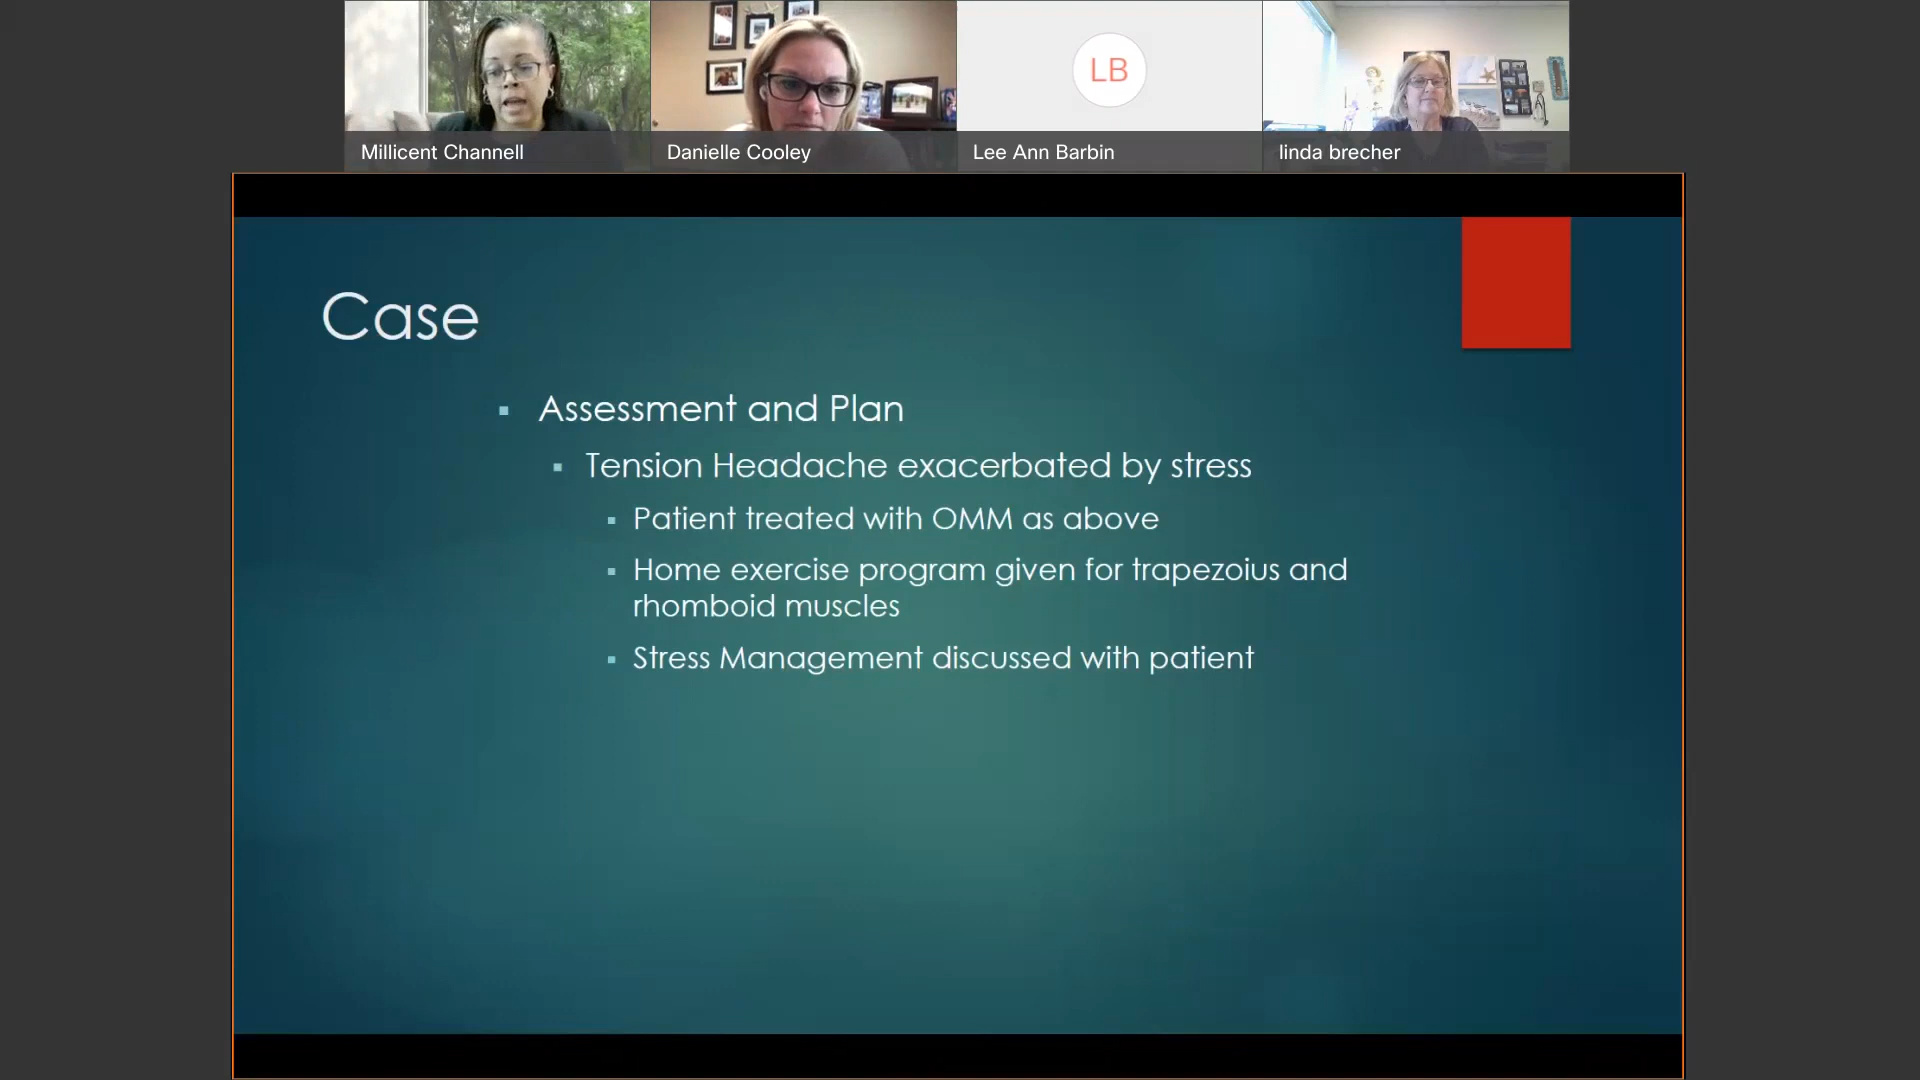 Millicent Channell
Danielle Cooley
LB
Lee Ann Barbin
linda brecher
Case
Assessment and Plan
Tension Headache exacerbated by stress
Patient treated with OMM as above
Home exercise program given for trapezoius and
rhomboid muscles
Stress Management discussed with patient